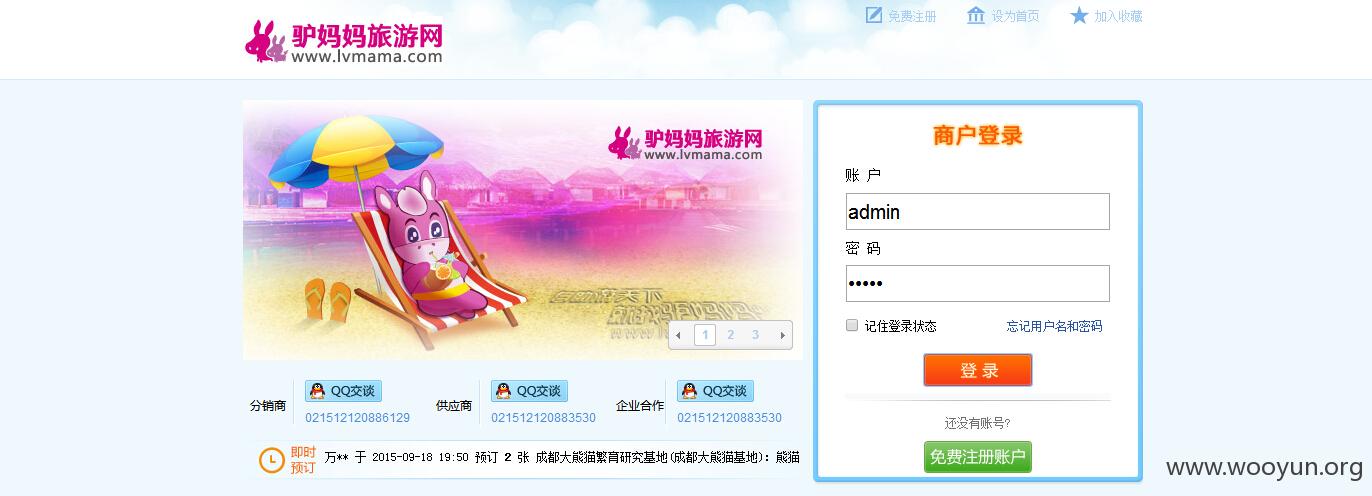 免费注册 设为首页 加入收藏
驴妈妈旅游网
www.lvmama.com
驴妈妈旅游网
www.lvmama.com
1 2 3
商户登录
账 户
admin
密 码
•••••
记住登录状态 忘记用户名和密码
登 录
还没有账号?
免费注册账户
分销商 QQ交谈 021512120886129
供应商 QQ交谈 021512120883530
企业合作 QQ交谈 021512120883530
即时预订 万** 于 2015-09-18 19:50 预订 2 张 成都大熊猫繁育研究基地(成都大熊猫基地): 熊猫
www.wooyun.org